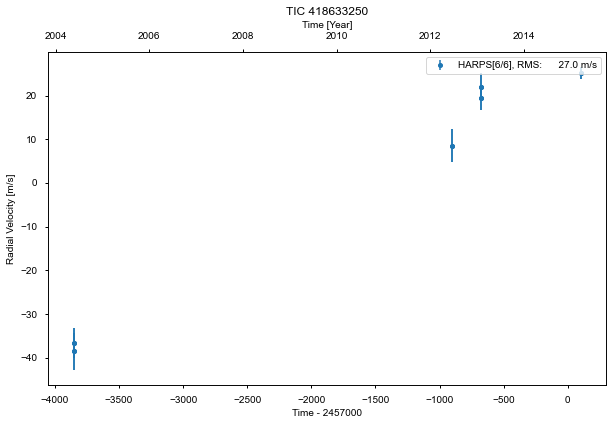 TIC 418633250
Time [Year]
2004 2006 2008 2010 2012 2014
HARPS[6/6], RMS: 27.0 m/s
Radial Velocity [m/s]
20
10
0
−10
−20
−30
−40
−4000 −3500 −3000 −2500 −2000 −1500 −1000 −500 0
Time - 2457000